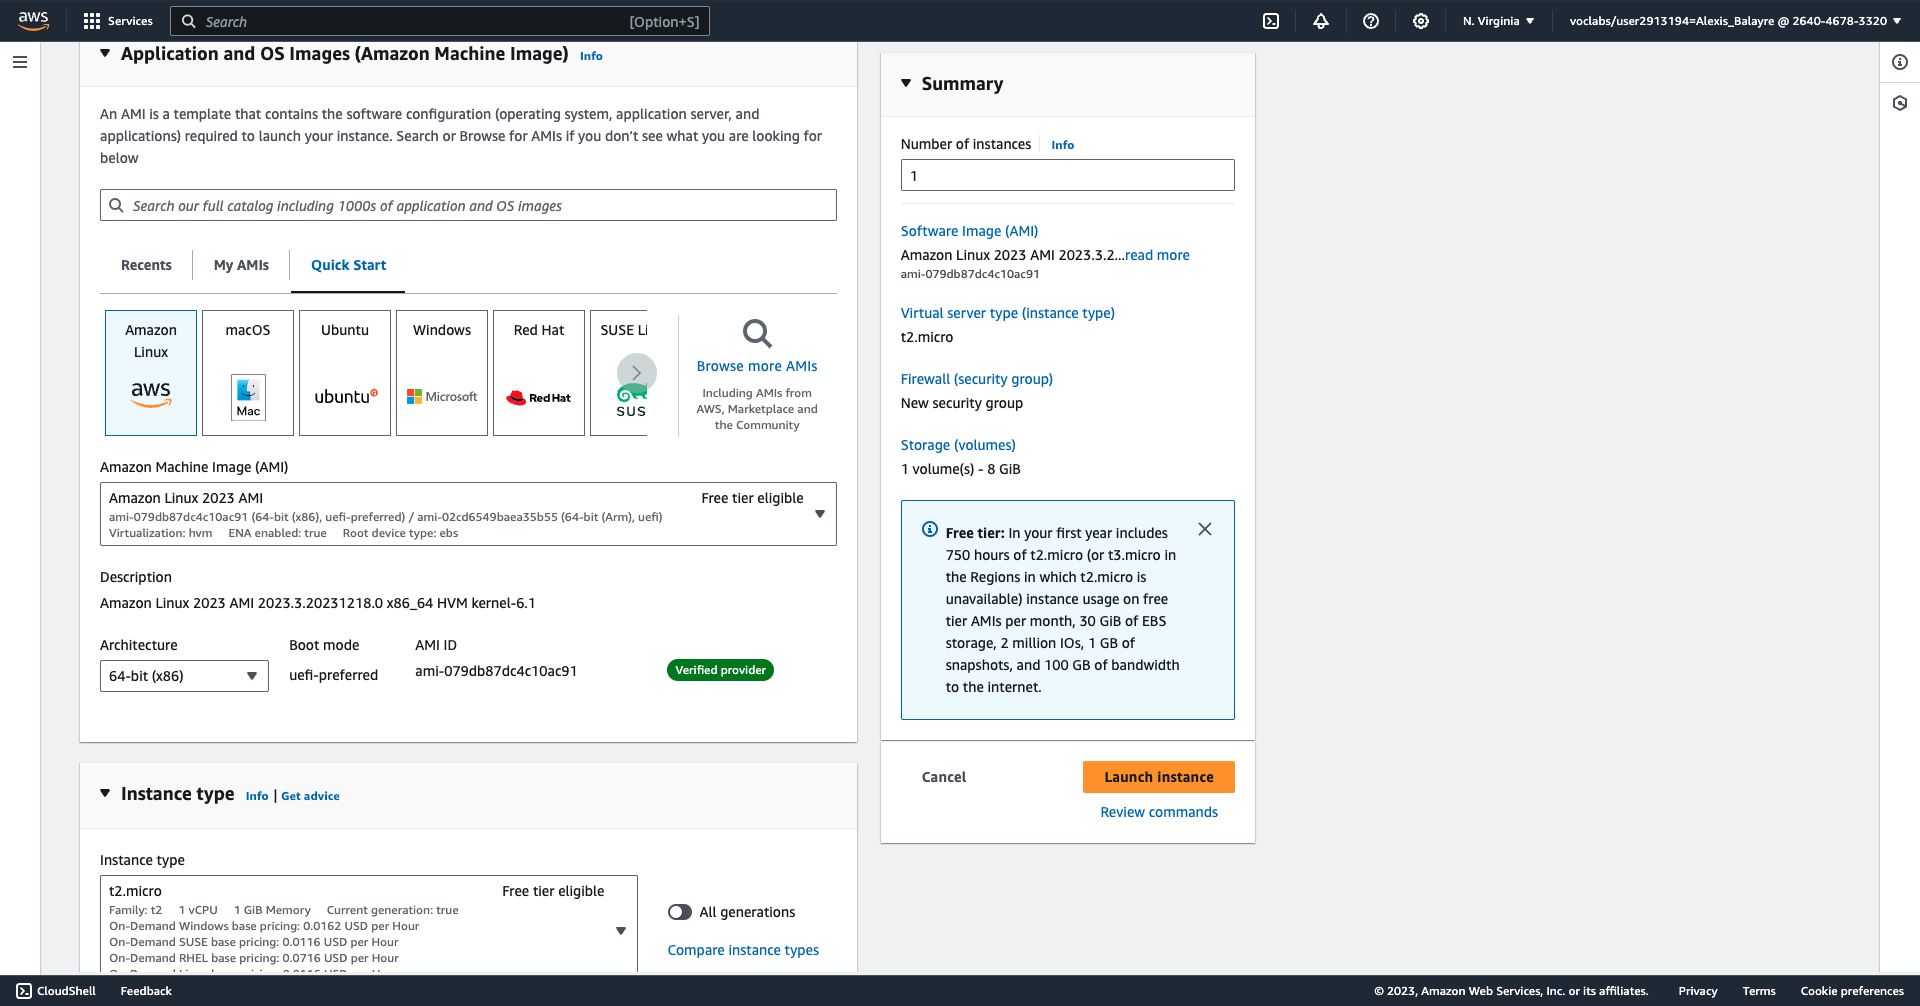 aws
Services
Search
[Option+S]
N. Virginia
voclabs/user2913194=Alexis_Balayre @ 2640-4678-3320
Application and OS Images (Amazon Machine Image) Info
An AMI is a template that contains the software configuration (operating system, application server, and
applications) required to launch your instance. Search or Browse for AMIs if you don’t see what you are looking for
below
Search our full catalog including 1000s of application and OS images
Recents
My AMIs
Quick Start
Amazon
Linux
aws
macOS
Mac
Ubuntu
ubuntu
Windows
Microsoft
Red Hat
Red Hat
SUSE Li
SUS
Browse more AMIs
Including AMIs from
AWS, Marketplace and
the Community
Amazon Machine Image (AMI)
Amazon Linux 2023 AMI
Free tier eligible
ami-079db87dc4c10ac91 (64-bit (x86), uefi-preferred) / ami-02cd6549baea35b55 (64-bit (Arm), uefi)
Virtualization: hvm ENA enabled: true Root device type: ebs
Description
Amazon Linux 2023 AMI 2023.3.20231218.0 x86_64 HVM kernel-6.1
Architecture
64-bit (x86)
Boot mode
uefi-preferred
AMI ID
ami-079db87dc4c10ac91
Verified provider
Instance type Info | Get advice
Instance type
t2.micro
Free tier eligible
Family: t2 1 vCPU 1 GiB Memory Current generation: true
On-Demand Windows base pricing: 0.0162 USD per Hour
On-Demand SUSE base pricing: 0.0116 USD per Hour
On-Demand RHEL base pricing: 0.0716 USD per Hour
All generations
Compare instance types
Summary
Number of instances Info
1
Software Image (AMI)
Amazon Linux 2023 AMI 2023.3.2...read more
ami-079db87dc4c10ac91
Virtual server type (instance type)
t2.micro
Firewall (security group)
New security group
Storage (volumes)
1 volume(s) - 8 GiB
Free tier: In your first year includes
750 hours of t2.micro (or t3.micro in
the Regions in which t2.micro is
unavailable) instance usage on free
tier AMIs per month, 30 GiB of EBS
storage, 2 million IOs, 1 GB of
snapshots, and 100 GB of bandwidth
to the internet.
Cancel
Launch instance
Review commands
CloudShell
Feedback
© 2023, Amazon Web Services, Inc. or its affiliates.
Privacy
Terms
Cookie preferences